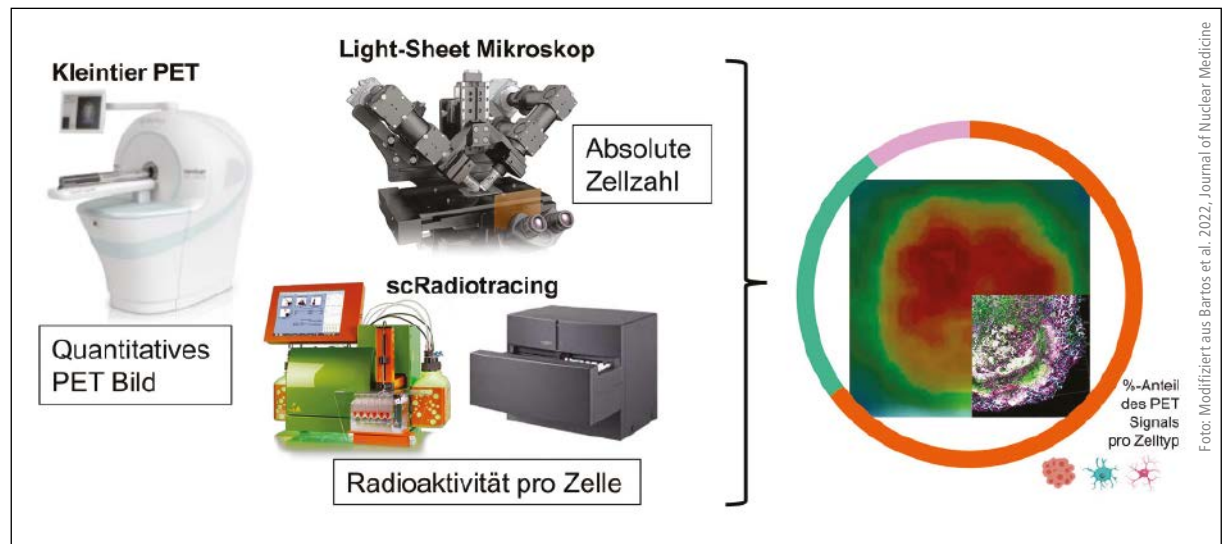 Kleintier PET
Quantitatives
PET Bild
Light-Sheet Mikroskop
Absolute
Zellzahl
scRadiotracing
Radioaktivität pro Zelle
%-Anteil
des PET
Signals
pro Zelltyp
Foto: Modifiziert aus Bartos et al. 2022, Journal of Nuclear Medicine